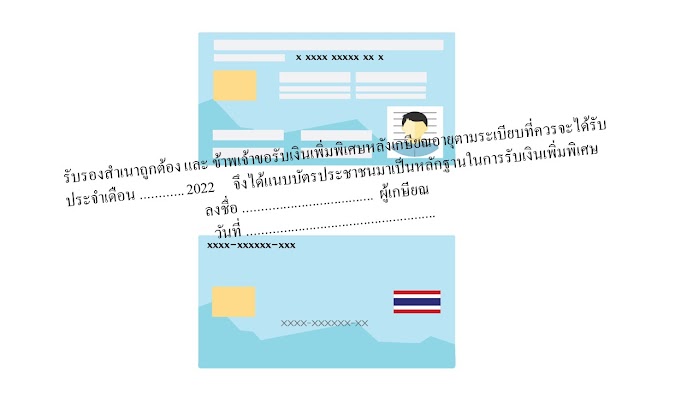 x xxxx xxxxx xx x
รับรองสำเนาถูกต้อง และ ข้าพเจ้าขอรับเงินเพิ่มพิเศษหลังเกษียณอายุตามระเบียบที่ควรจะได้รับ
ประจำเดือน ............ 2022 จึงได้แนบบัตรประชาชนมาเป็นหลักฐานในการรับเงินเพิ่มพิเศษ
ลงชื่อ ................................... ผู้เกษียณ
วันที่ ...................................................
xxxx-xxxxxx-xxx
XXXX-XXXXXX-XX